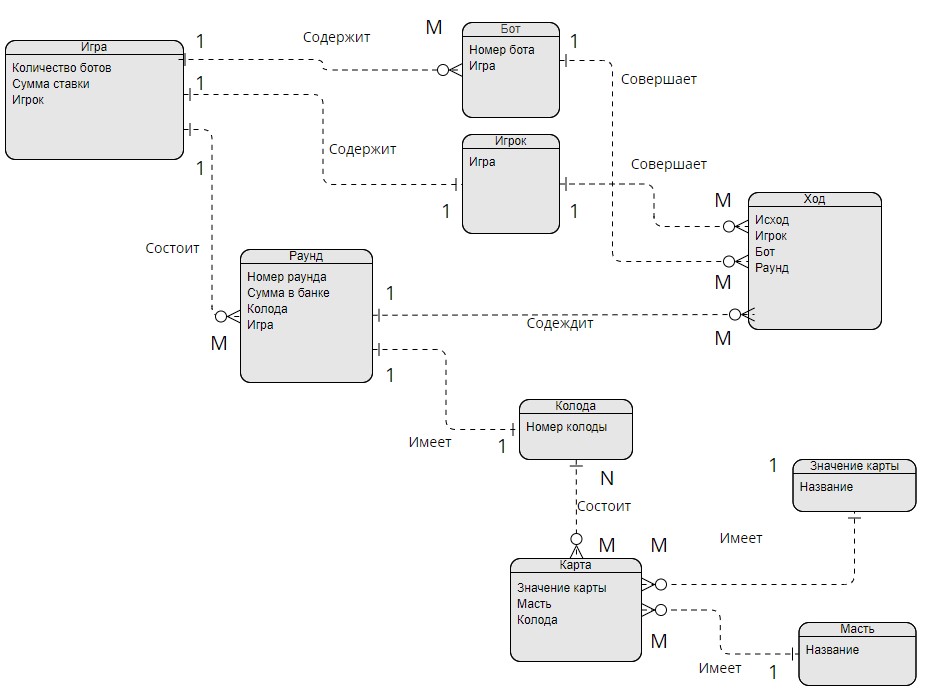 Игра
Количество ботов
Сумма ставки
Игрок
1
Содержит
M
Бот
Номер бота
Игра
1
Совершает
1
Содержит
Игрок
Игра
1
1
Совершает
M
Ход
Исход
Игрок
Бот
Раунд
M
M
1
Состоит
M
Раунд
Номер раунда
Сумма в банке
Колода
Игра
1
Содеждит
1
Имеет
1
Колода
Номер колоды
N
Состоит
M
Карта
Значение карты
Масть
Колода
M
Имеет
1
Значение карты
Название
M
Имеет
1
Масть
Название